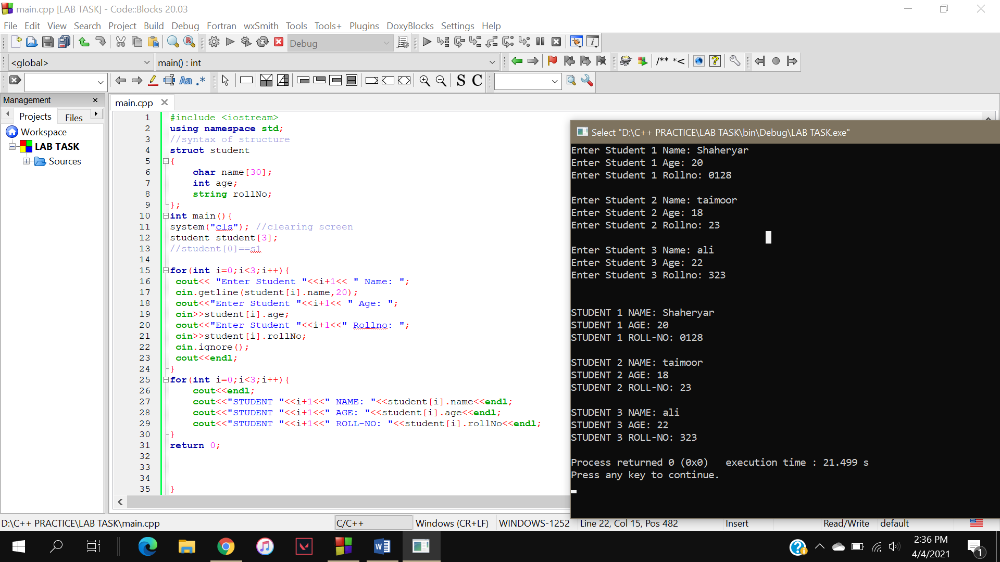 main.cpp [LAB TASK] - Code::Blocks 20.03
File Edit View Search Project Build Debug Fortran wxSmith Tools Tools+ Plugins DoxyBlocks Settings Help
Debug
<global> main() : int
/** *<
Aa .* S C
Management
Projects Files
Workspace
LAB TASK
Sources
main.cpp
1 #include <iostream>
2 using namespace std;
3 //syntax of structure
4 struct student
5 {
6 char name[30];
7 int age;
8 string rollNo;
9 };
10 int main(){
11 system("cls"); //clearing screen
12 student student[3];
13 //student[0]==s1
14
15 for(int i=0;i<3;i++){
16 cout<< "Enter Student "<<i+1<< " Name: ";
17 cin.getline(student[i].name,20);
18 cout<<"Enter Student "<<i+1<< " Age: ";
19 cin>>student[i].age;
20 cout<<"Enter Student "<<i+1<<" Rollno: ";
21 cin>>student[i].rollNo;
22 cin.ignore();
23 cout<<endl;
24 }
25 for(int i=0;i<3;i++){
26 cout<<endl;
27 cout<<"STUDENT "<<i+1<<" NAME: "<<student[i].name<<endl;
28 cout<<"STUDENT "<<i+1<<" AGE: "<<student[i].age<<endl;
29 cout<<"STUDENT "<<i+1<<" ROLL-NO: "<<student[i].rollNo<<endl;
30 }
31 return 0;
32
33
34
35 }
Select "D:\C++ PRACTICE\LAB TASK\bin\Debug\LAB TASK.exe"
Enter Student 1 Name: Shaheryar
Enter Student 1 Age: 20
Enter Student 1 Rollno: 0128
Enter Student 2 Name: taimoor
Enter Student 2 Age: 18
Enter Student 2 Rollno: 23
Enter Student 3 Name: ali
Enter Student 3 Age: 22
Enter Student 3 Rollno: 323
STUDENT 1 NAME: Shaheryar
STUDENT 1 AGE: 20
STUDENT 1 ROLL-NO: 0128
STUDENT 2 NAME: taimoor
STUDENT 2 AGE: 18
STUDENT 2 ROLL-NO: 23
STUDENT 3 NAME: ali
STUDENT 3 AGE: 22
STUDENT 3 ROLL-NO: 323
Process returned 0 (0x0) execution time : 21.499 s
Press any key to continue.
D:\C++ PRACTICE\LAB TASK\main.cpp C/C++ Windows (CR+LF) WINDOWS-1252 Line 22, Col 15, Pos 482 Insert Read/Write default
2:36 PM
4/4/2021
1